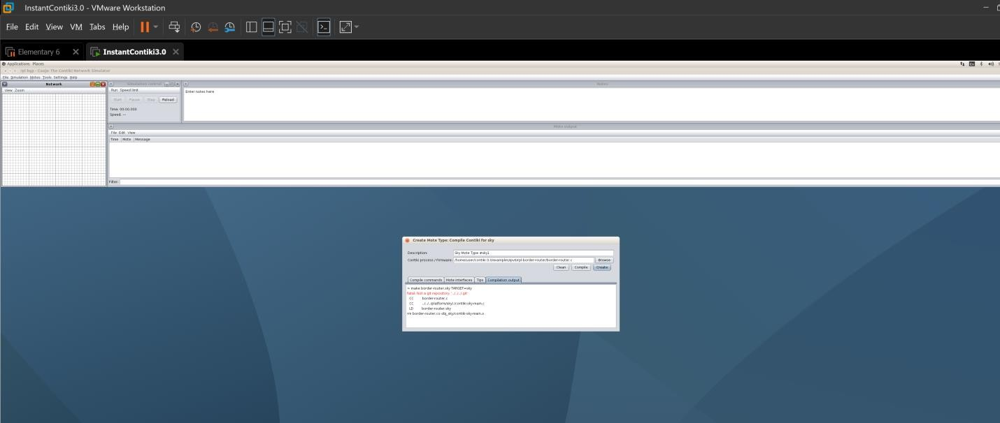 InstantContiki3.0 - VMware Workstation
File Edit View VM Tabs Help
Elementary 6 InstantContiki3.0
Applications Places
rpl bgp - Cooja: The Contiki Network Simulator
File Simulation Motes Tools Settings Help
Network
View Zoom
Simulation control
Run Speed limit
Start Pause Step Reload
Time: 00:00.000
Speed: ---
Notes
Enter notes here
Mote output
File Edit View
Time Mote Message
Filter:
Create Mote Type: Compile Contiki for sky
Description: Sky Mote Type #sky1
Contiki process / Firmware: /home/user/contiki-3.0/examples/ipv6/rpl-border-router/border-router.c Browse
Clean Compile Create
Compile commands Mote interfaces Tips Compilation output
> make border-router.sky TARGET=sky
fatal: Not a git repository: '../../../.git'
CC border-router.c
CC ../../../platform/sky/./contiki-sky-main.c
LD border-router.sky
rm border-router.co obj_sky/contiki-sky-main.o